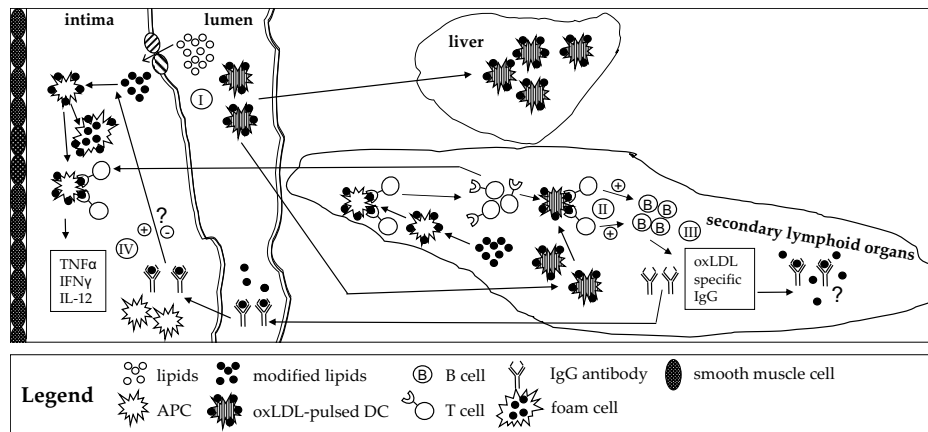 intima
lumen
liver
I
II
III
IV
+
+
+
-
?
TNFα
IFNγ
IL-12
B
B
B
B
secondary lymphoid organs
oxLDL
specific
IgG
?
Legend
lipids
modified lipids
B
B cell
IgG antibody
smooth muscle cell
APC
oxLDL-pulsed DC
T cell
foam cell